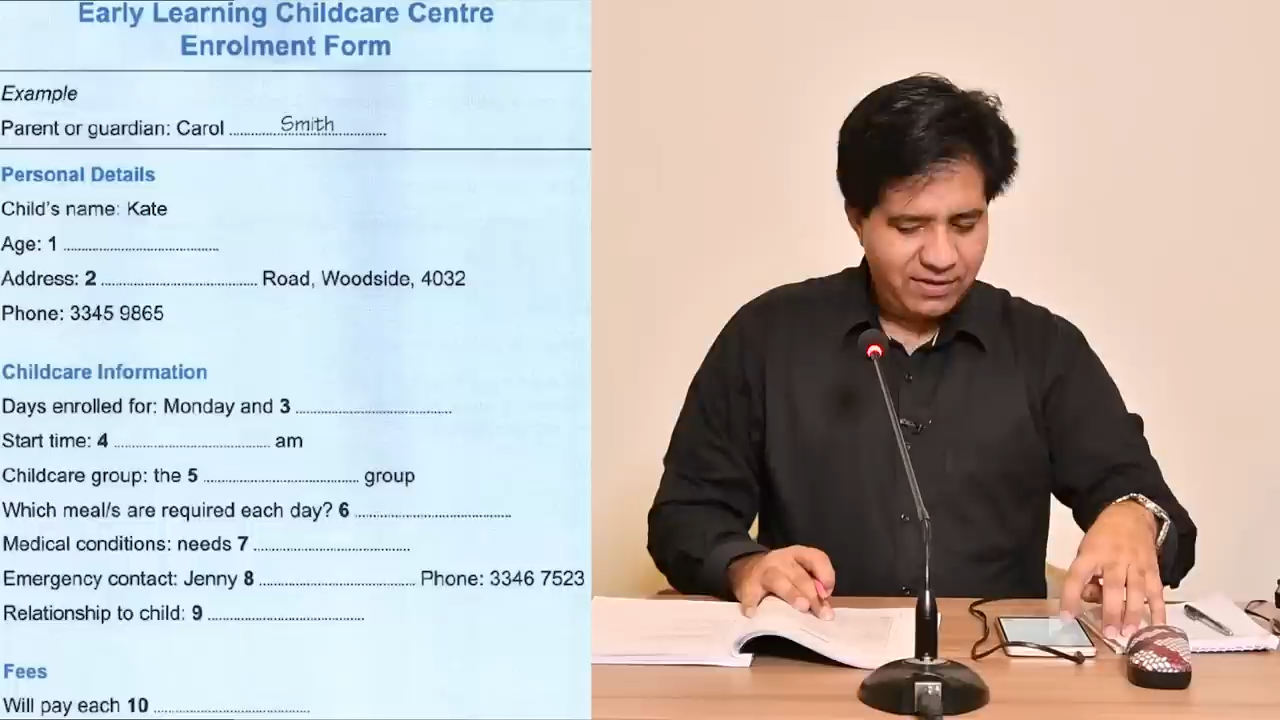 Early Learning Childcare Centre
Enrolment Form
Example
Parent or guardian: Carol ........................ Smith
Personal Details
Child's name: Kate
Age: 1 ........................
Address: 2 ........................ Road, Woodside, 4032
Phone: 3345 9865
Childcare Information
Days enrolled for: Monday and 3 ........................
Start time: 4 ........................ am
Childcare group: the 5 ........................ group
Which meal/s are required each day? 6 ........................
Medical conditions: needs 7 ........................
Emergency contact: Jenny 8 ........................ Phone: 3346 7523
Relationship to child: 9 ........................
Fees
Will pay each 10 ........................